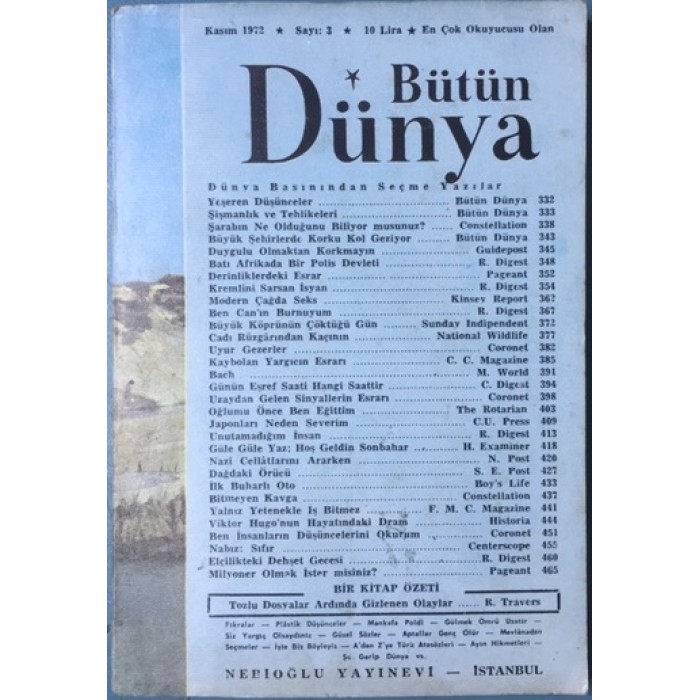 Kasım 1972 ★ Sayı: 3 ★ 10 Lira ★ En Çok Okuyucusu Olan
Bütün
Dünya
Dünya Basınından Seçme Yazılar
Yeşeren Düşünceler .......... Bütün Dünya 332
Şişmanlık ve Tehlikeleri .......... Bütün Dünya 333
Şarabın Ne Olduğunu Biliyor musunuz? ...... Constellation 338
Büyük Şehirlerde Korku Kol Geziyor .......... Bütün Dünya 343
Duygulu Olmaktan Korkmayın .......... Guidepost 345
Batı Afrikada Bir Polis Devleti .......... R. Digest 348
Derinliklerdeki Esrar .......... Pageant 352
Kremlini Sarsan İsyan .......... R. Digest 354
Modern Çağda Seks .......... Kinsey Report 362
Ben Can'ın Burnuyum .......... R. Digest 367
Büyük Köprünün Çöktüğü Gün ........ Sunday Indipendent 372
Cadı Rüzgârından Kaçının .......... National Wildlife 377
Uyur Gezerler .......... Coronet 382
Kaybolan Yargıcın Esrarı .......... C. C. Magazine 385
Bach .......... M. World 391
Günün Eşref Saati Hangi Saattir .......... C. Digest 394
Uzaydan Gelen Sinyallerin Esrarı .......... Coronet 398
Oğlumu Önce Ben Eğittim .......... The Rotarian 403
Japonları Neden Severim .......... C.U. Press 409
Unutamadığım İnsan .......... R. Digest 413
Güle Güle Yaz; Hoş Geldin Sonbahar .......... H. Examiner 418
Nazi Cellâtlarını Ararken .......... N. Post 420
Dağdaki Örücü .......... S. E. Post 427
İlk Buharlı Oto .......... Boy's Life 433
Bitmeyen Kavga .......... Constellation 437
Yalnız Yetenekle İş Bitmez ........ F. M. C. Magazine 441
Viktor Hugo'nun Hayatındaki Dram .......... Historia 444
Ben İnsanların Düşüncelerini Okurum .......... Coronet 451
Nabız: Sıfır .......... Centerscope 455
Elçilikteki Dehşet Gecesi .......... R. Digest 460
Milyoner Olmak İster misiniz? .......... Pageant 465
BİR KİTAP ÖZETİ
Tozlu Dosyalar Ardında Gizlenen Olaylar ...... R. Travers
Fıkralar — Plâstik Düşünceler — Mankafa Poldi — Gülmek Ömrü Uzatır —
Siz Yargıç Olsaydınız — Güzel Sözler — Aptallar Genç Ölür — Mevlânadan
Seçmeler — İşte Biz Böyleyiz — A'dan Z'ye Türk Atasözleri — Ayın Hikmetleri —
Şu Garip Dünya vs.
NEBİOĞLU YAYINEVİ — İSTANBUL